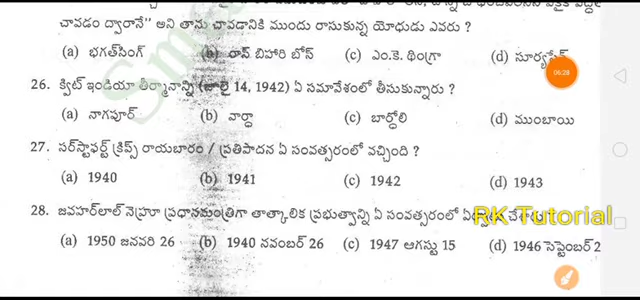 చావడం ద్వారానే" అని తాను చావడానికి ముందు రాసుకున్న యోధుడు ఎవరు ?
(a) భగత్‌సింగ్ (b) రాస్ బిహారి బోస్ (c) ఎం.కె. థింగ్రా (d) సూర్యసేన్
06:28
26. క్విట్ ఇండియా తీర్మానాన్ని (జూలై 14, 1942) ఏ సమావేశంలో తీసుకున్నారు ?
(a) నాగపూర్ (b) వార్ధా (c) బార్డోలి (d) ముంబాయి
27. సర్‌స్టాఫర్డ్ క్రిప్స్ రాయబారం / ప్రతిపాదన ఏ సంవత్సరంలో వచ్చింది ?
(a) 1940 (b) 1941 (c) 1942 (d) 1943
28. జవహర్‌లాల్ నెహ్రూ ప్రధానమంత్రిగా తాత్కాలిక ప్రభుత్వాన్ని ఏ సంవత్సరంలో
RK Tutorial
(a) 1950 జనవరి 26 (b) 1940 నవంబర్ 26 (c) 1947 ఆగస్టు 15 (d) 1946 సెప్టెంబర్ 2